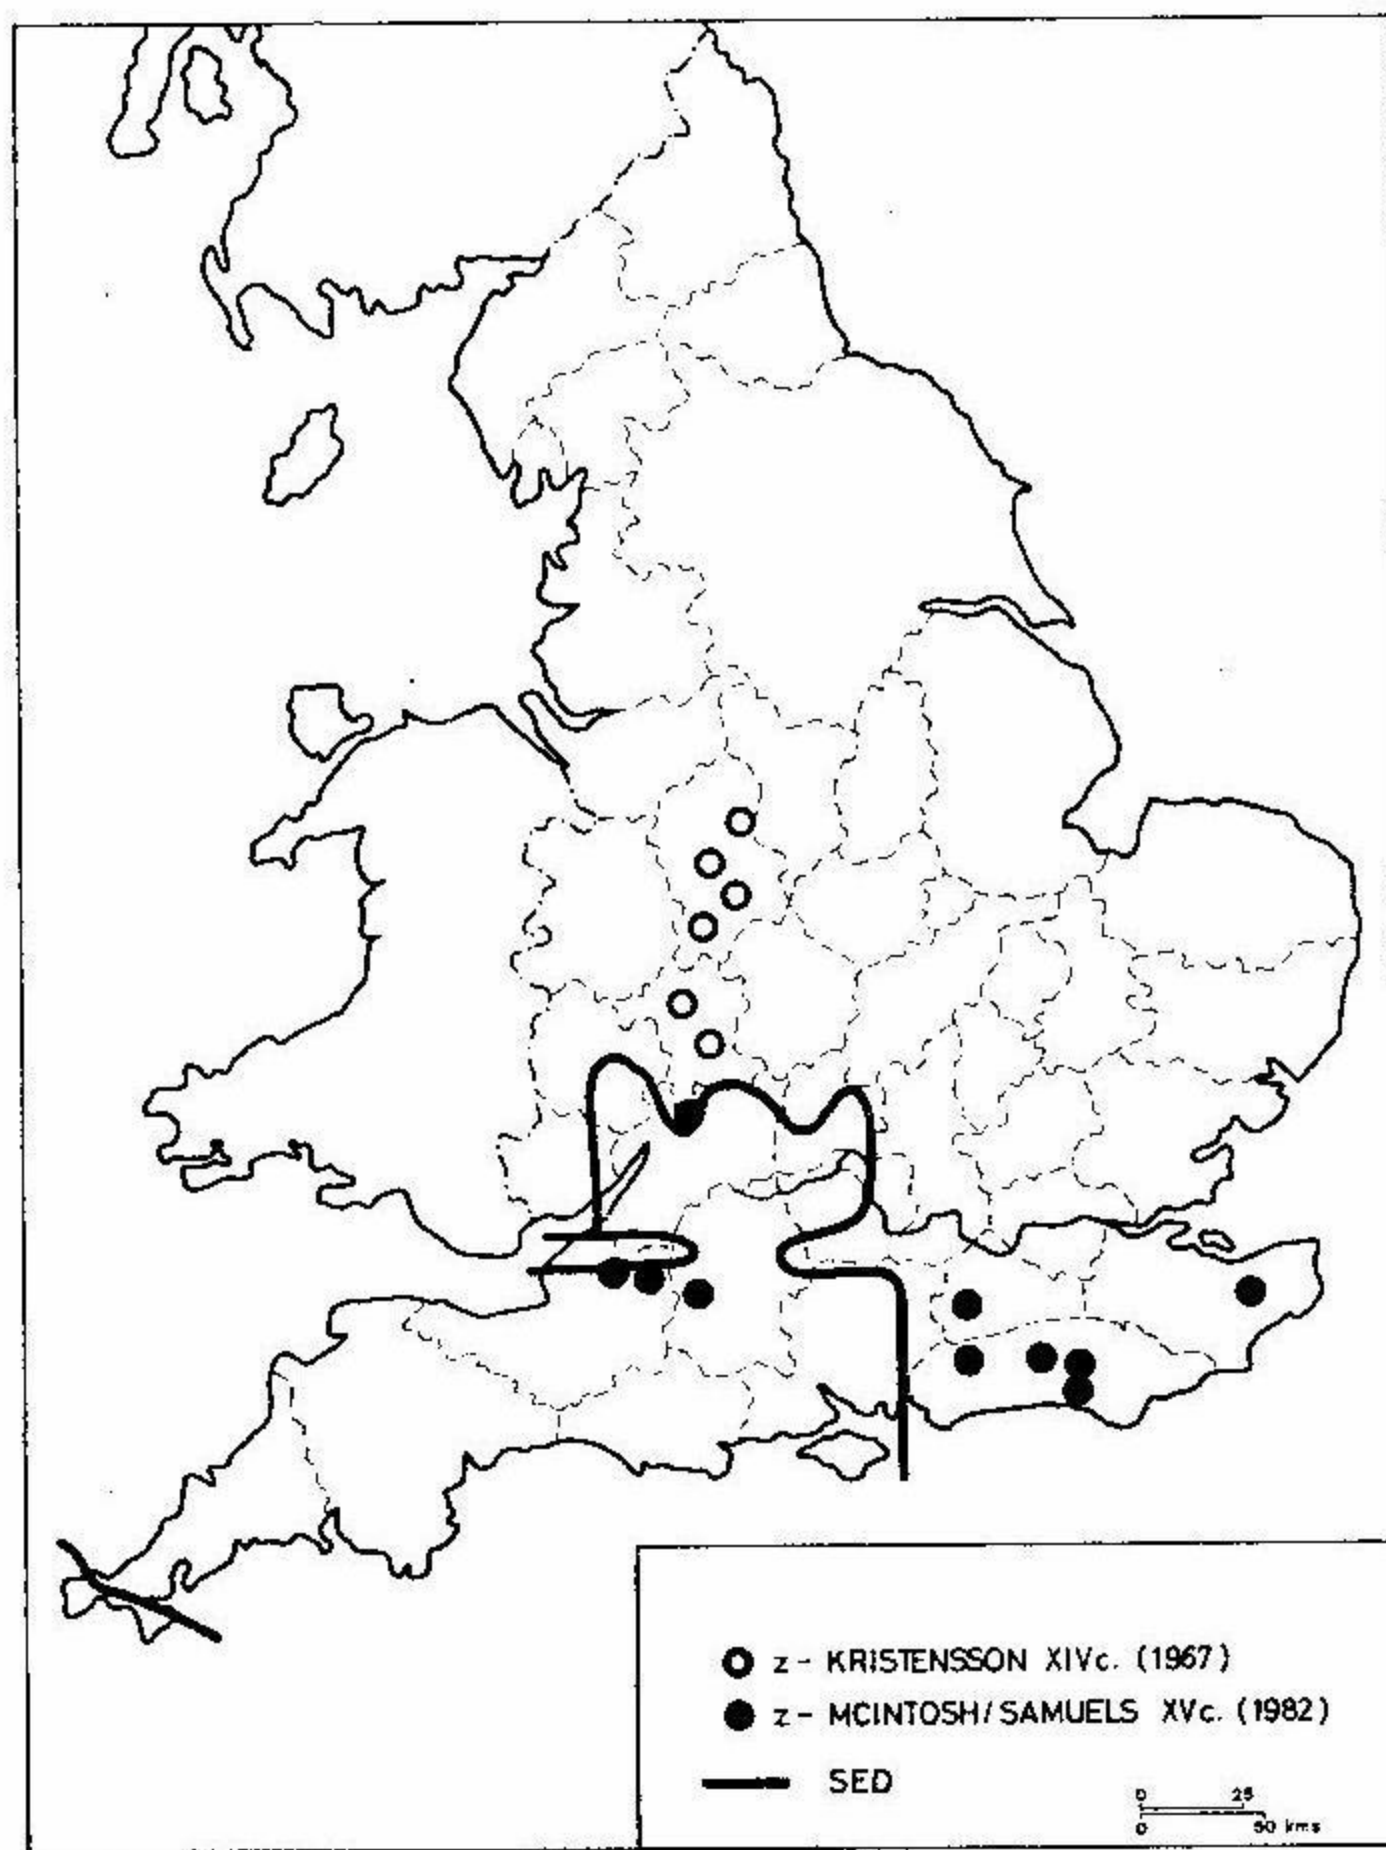 z - KRISTENSSON XIVc. (1967)
z - MCINTOSH/SAMUELS XVc. (1982)
SED
0 25
0 50 kms